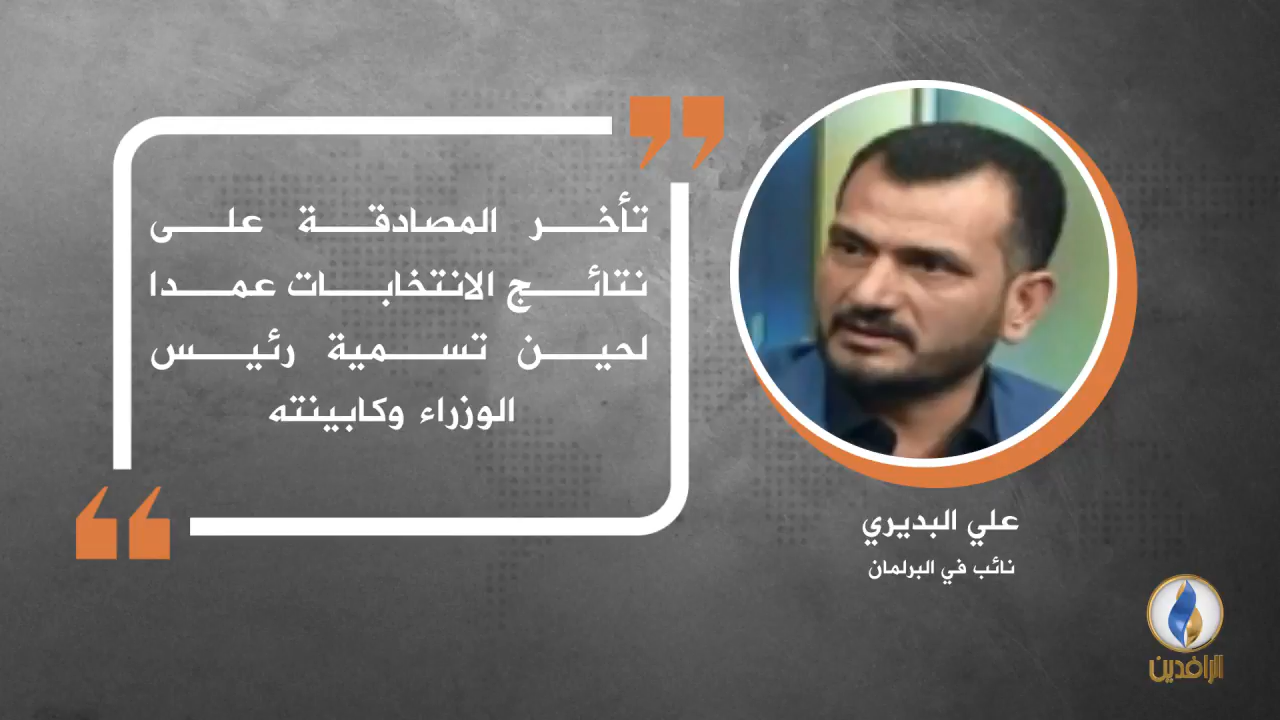 تأخر المصادقة على
نتائج الانتخابات عمدا
لحين تسمية رئيس
الوزراء وكابينته
علي البديري
نائب في البرلمان
الرافدين